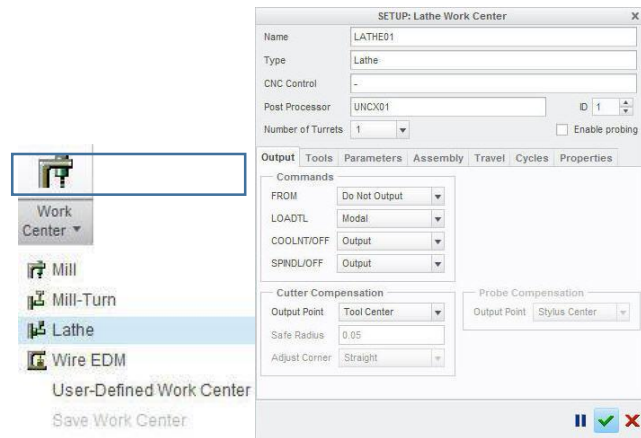 Work
Center
Mill
Mill-Turn
Lathe
Wire EDM
User-Defined Work Center
Save Work Center
SETUP: Lathe Work Center X
Name LATHE01
Type Lathe
CNC Control -
Post Processor UNCX01 ID 1
Number of Turrets 1 Enable probing
Output Tools Parameters Assembly Travel Cycles Properties
Commands
FROM Do Not Output
LOADTL Modal
COOLNT/OFF Output
SPINDL/OFF Output
Cutter Compensation
Output Point Tool Center
Safe Radius 0.05
Adjust Corner Straight
Probe Compensation
Output Point Stylus Center